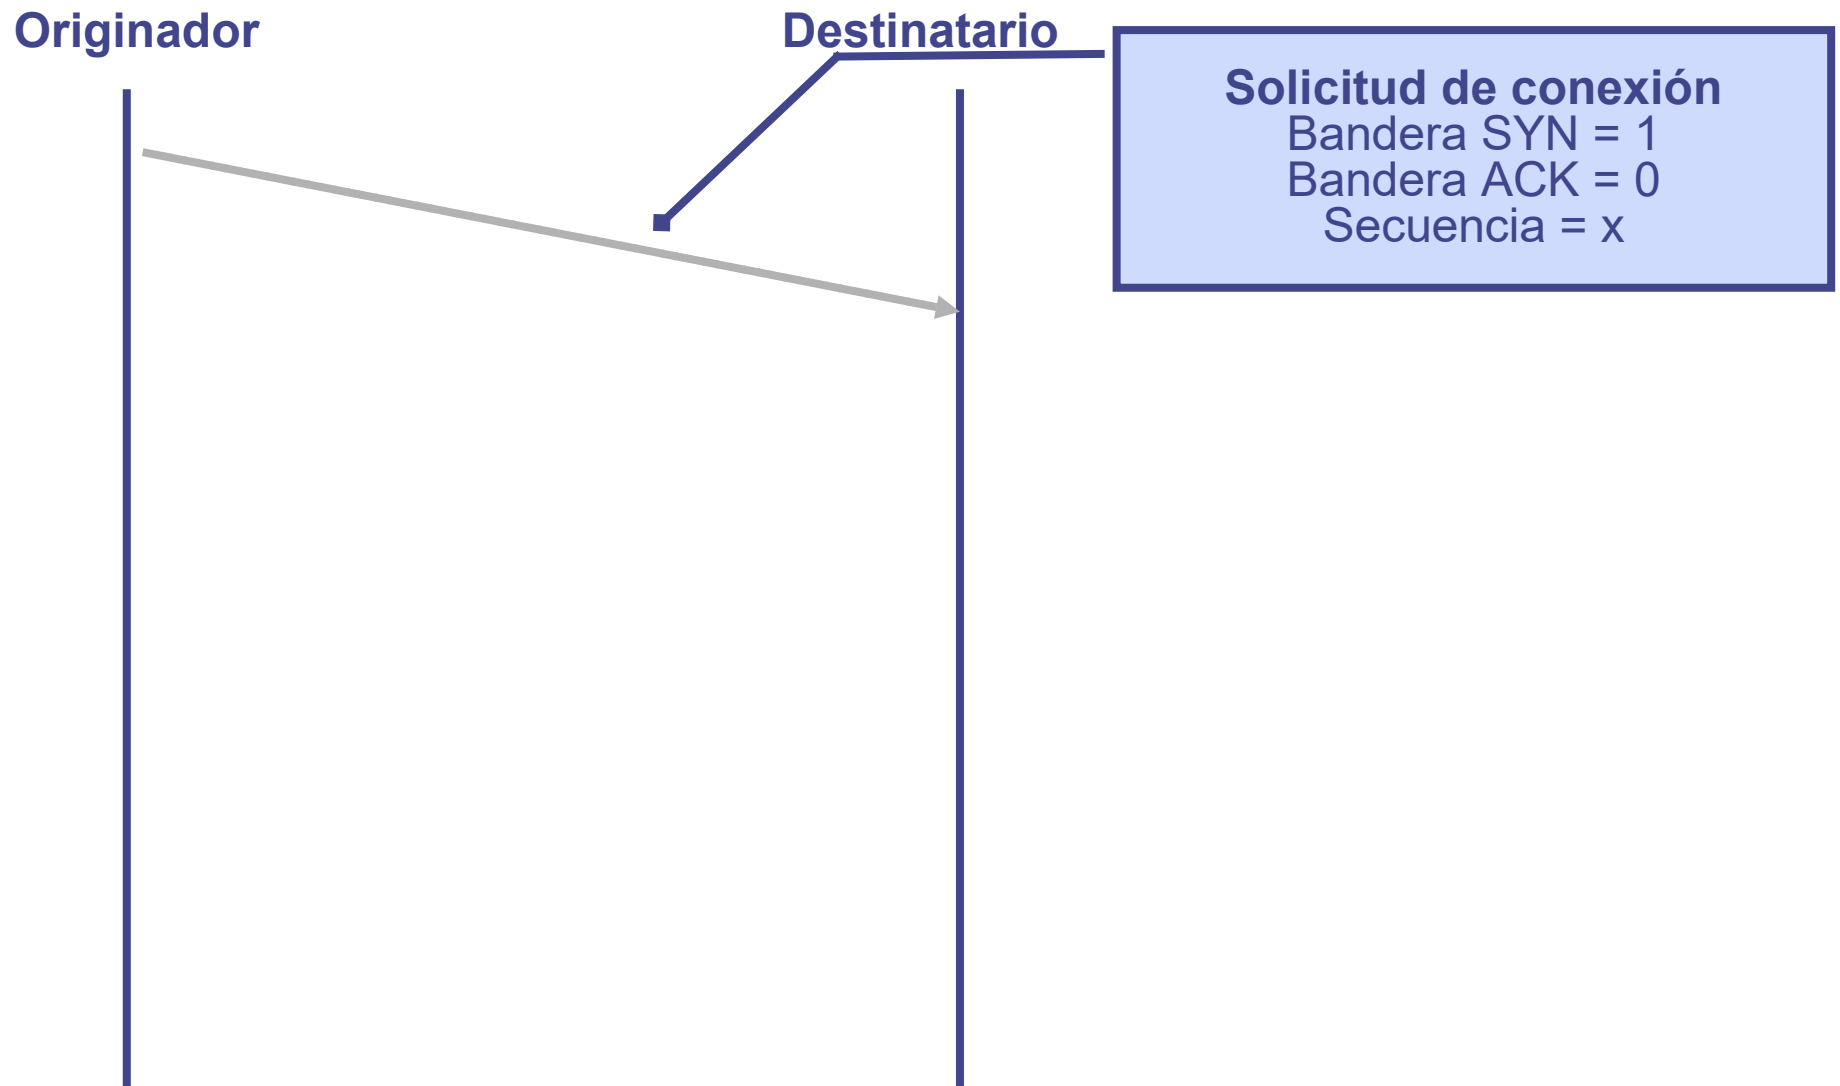 Originador
Destinatario
Solicitud de conexión
Bandera SYN = 1
Bandera ACK = 0
Secuencia = x